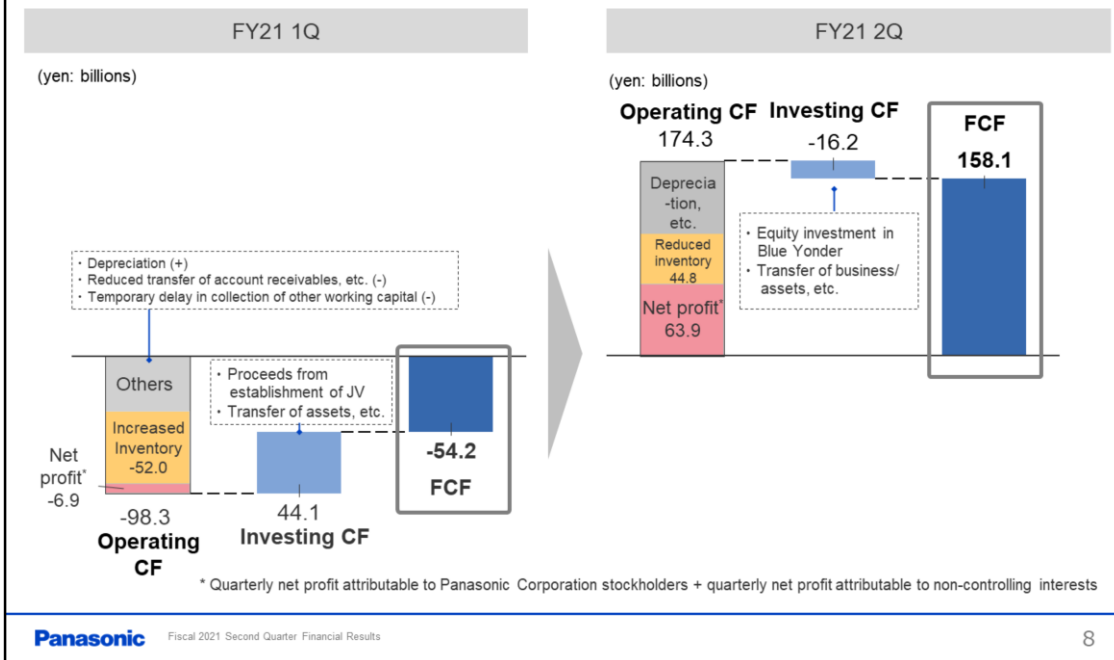 FY21 1Q
(yen: billions)
・ Depreciation (+)
・ Reduced transfer of account receivables, etc. (-)
・ Temporary delay in collection of other working capital (-)
Others
Increased
Inventory
-52.0
Net
profit*
-6.9
-98.3
Operating
CF
・ Proceeds from
establishment of JV
・ Transfer of assets, etc.
44.1
Investing CF
-54.2
FCF
FY21 2Q
(yen: billions)
Operating CF
174.3
Deprecia
-tion,
etc.
Reduced
inventory
44.8
Net profit*
63.9
Investing CF
-16.2
・ Equity investment in
Blue Yonder
・ Transfer of business/
assets, etc.
FCF
158.1
* Quarterly net profit attributable to Panasonic Corporation stockholders + quarterly net profit attributable to non-controlling interests
Panasonic
Fiscal 2021 Second Quarter Financial Results
8